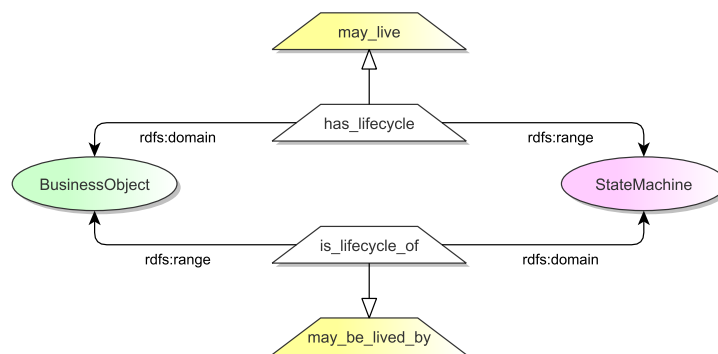 may_live
has_lifecycle
rdfs:domain
rdfs:range
BusinessObject
StateMachine
is_lifecycle_of
rdfs:range
rdfs:domain
may_be_lived_by